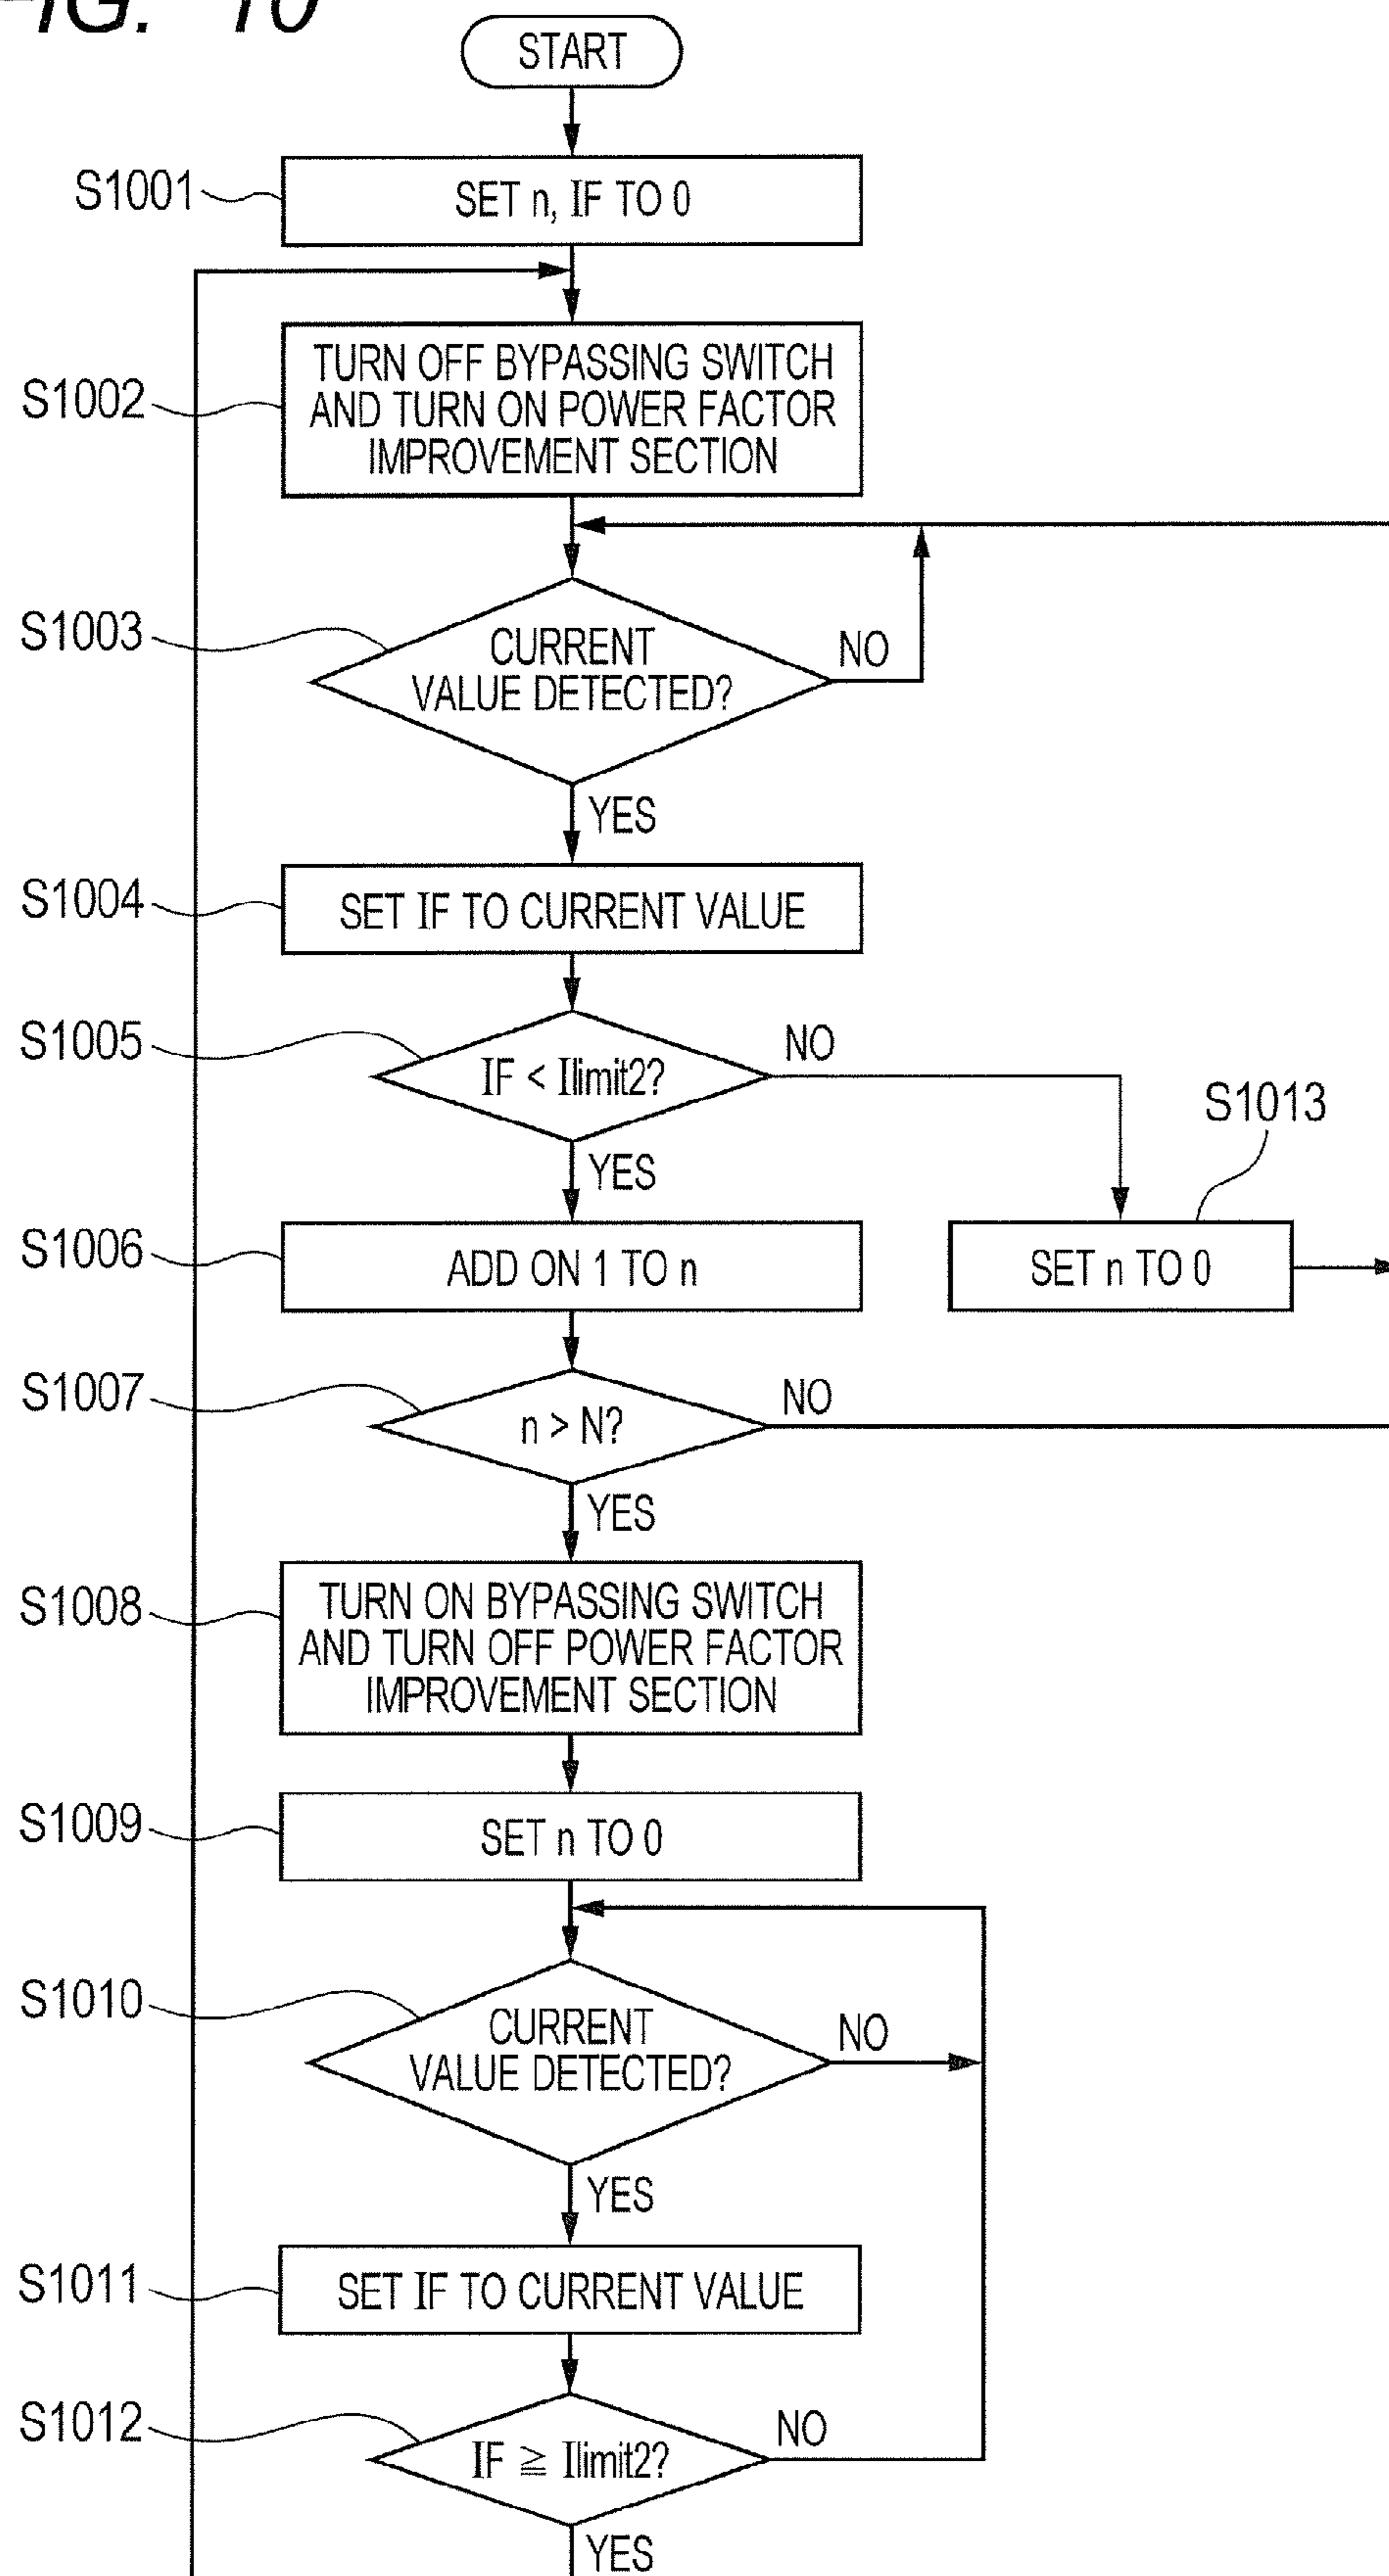 FIG. 10
START
S1001
SET n, IF TO 0
S1002
TURN OFF BYPASSING SWITCH
AND TURN ON POWER FACTOR
IMPROVEMENT SECTION
S1003
CURRENT
VALUE DETECTED?
NO
YES
S1004
SET IF TO CURRENT VALUE
S1005
IF < Ilimit2?
NO
YES
S1013
S1006
ADD ON 1 TO n
SET n TO 0
S1007
n > N?
NO
YES
S1008
TURN ON BYPASSING SWITCH
AND TURN OFF POWER FACTOR
IMPROVEMENT SECTION
S1009
SET n TO 0
S1010
CURRENT
VALUE DETECTED?
NO
YES
S1011
SET IF TO CURRENT VALUE
S1012
IF ≧ Ilimit2?
NO
YES